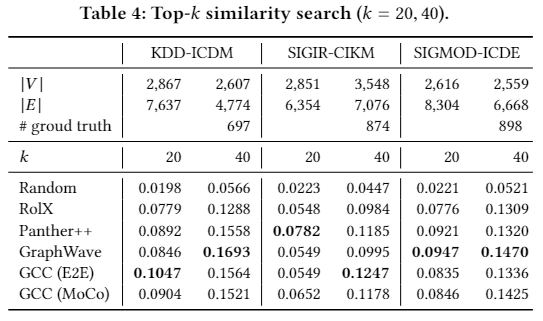 Table 4: Top-k similarity search (k = 20, 40).
KDD-ICDM SIGIR-CIKM SIGMOD-ICDE
|V| 2,867 2,607 2,851 3,548 2,616 2,559
|E| 7,637 4,774 6,354 7,076 8,304 6,668
# groud truth 697 874 898
k 20 40 20 40 20 40
Random 0.0198 0.0566 0.0223 0.0447 0.0221 0.0521
RolX 0.0779 0.1288 0.0548 0.0984 0.0776 0.1309
Panther++ 0.0892 0.1558 0.0782 0.1185 0.0921 0.1320
GraphWave 0.0846 0.1693 0.0549 0.0995 0.0947 0.1470
GCC (E2E) 0.1047 0.1564 0.0549 0.1247 0.0835 0.1336
GCC (MoCo) 0.0904 0.1521 0.0652 0.1178 0.0846 0.1425